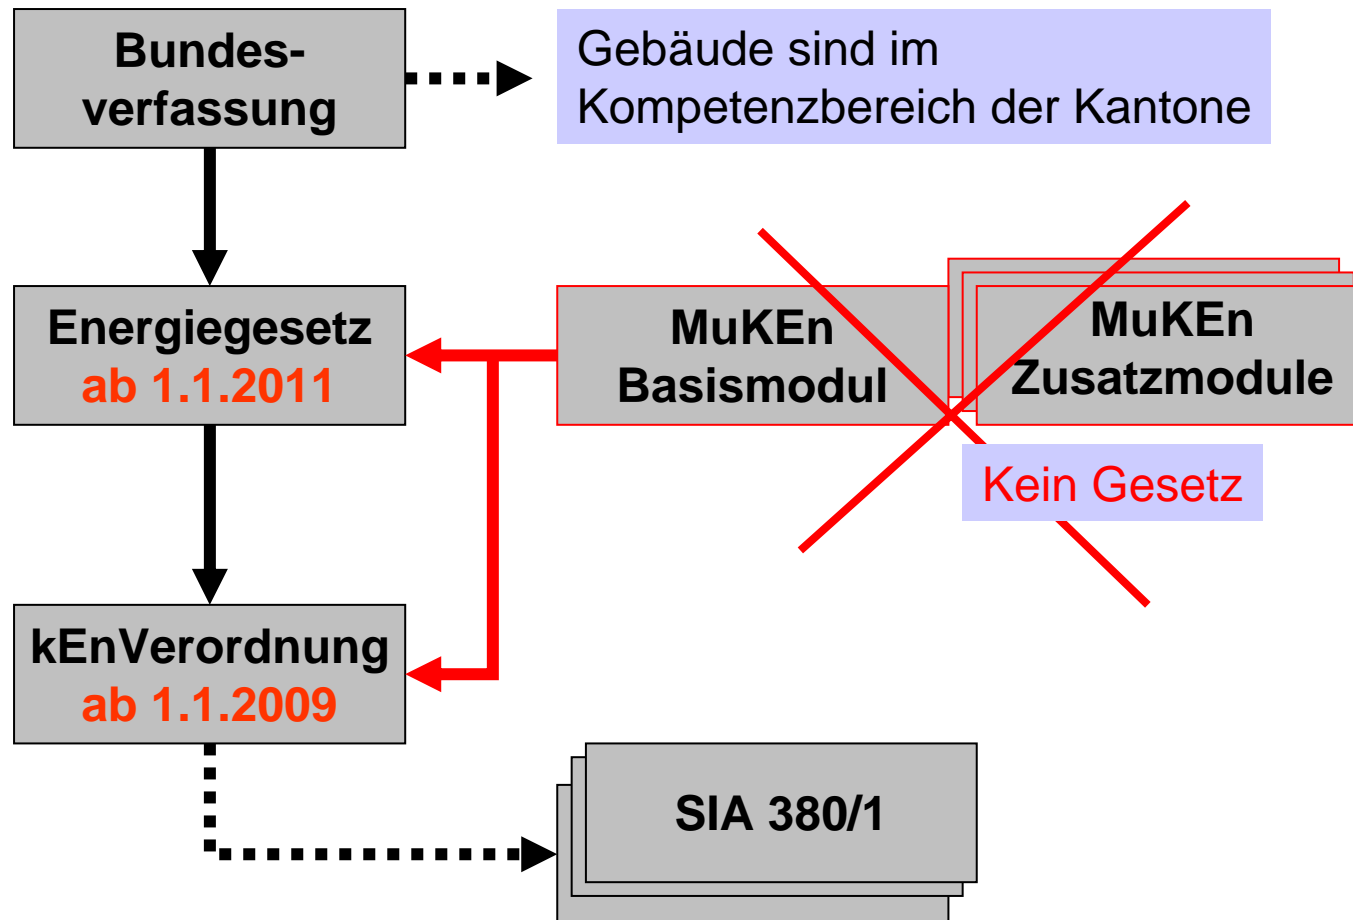 Bundes-
verfassung
Gebäude sind im
Kompetenzbereich der Kantone
Energiegesetz
ab 1.1.2011
MuKEn
Basismodul
MuKEn
Zusatzmodule
Kein Gesetz
kEnVerordnung
ab 1.1.2009
SIA 380/1